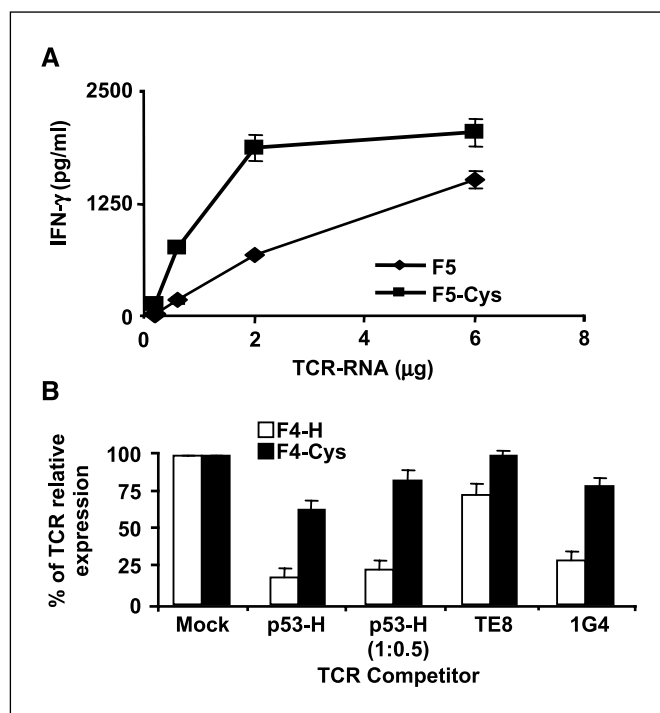 A
2500
1250
0
IFN-γ (pg/ml)
F5
F5-Cys
0 2 4 6 8
TCR-RNA (μg)
B
F4-H
F4-Cys
100
75
50
25
0
% of TCR relative
expression
Mock p53-H p53-H TE8 1G4
(1:0.5)
TCR Competitor